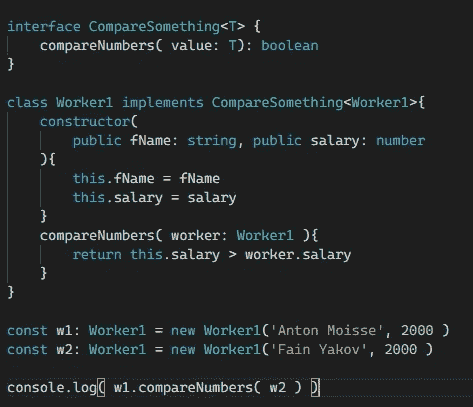 interface CompareSomething<T> {
    compareNumbers( value: T): boolean
}
class Worker1 implements CompareSomething<Worker1>{
    constructor(
        public fName: string, public salary: number
    ){
        this.fName = fName
        this.salary = salary
    }
    compareNumbers( worker: Worker1 ){
        return this.salary > worker.salary
    }
}
const w1: Worker1 = new Worker1('Anton Moisse', 2000 )
const w2: Worker1 = new Worker1('Fain Yakov', 2000 )
console.log( w1.compareNumbers( w2 ) )